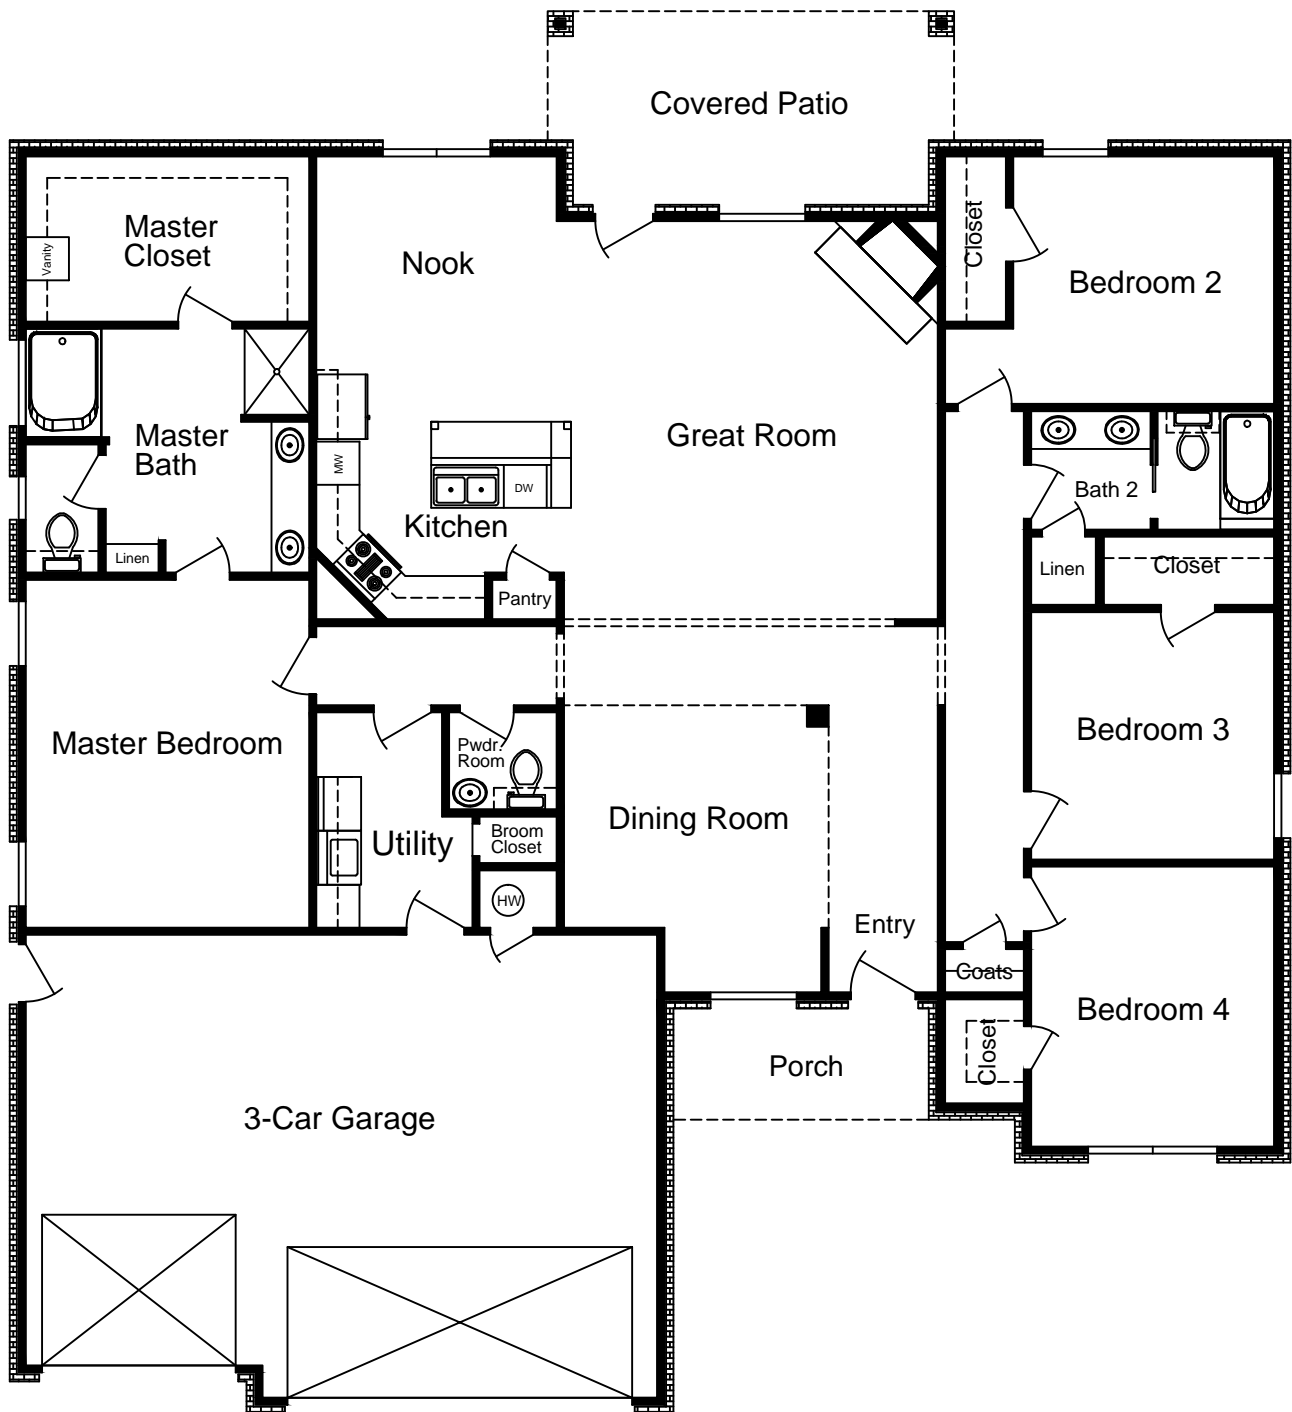 Covered Patio
Master
Closet
Vanity
Nook
Closet
Bedroom 2
Master
Bath
MW
Great Room
DW
Kitchen
Bath 2
Linen
Pantry
Linen
Closet
Master Bedroom
Pwdr.
Room
Bedroom 3
Utility
Broom
Closet
Dining Room
HW
Entry
Coats
Closet
Bedroom 4
Porch
3-Car Garage